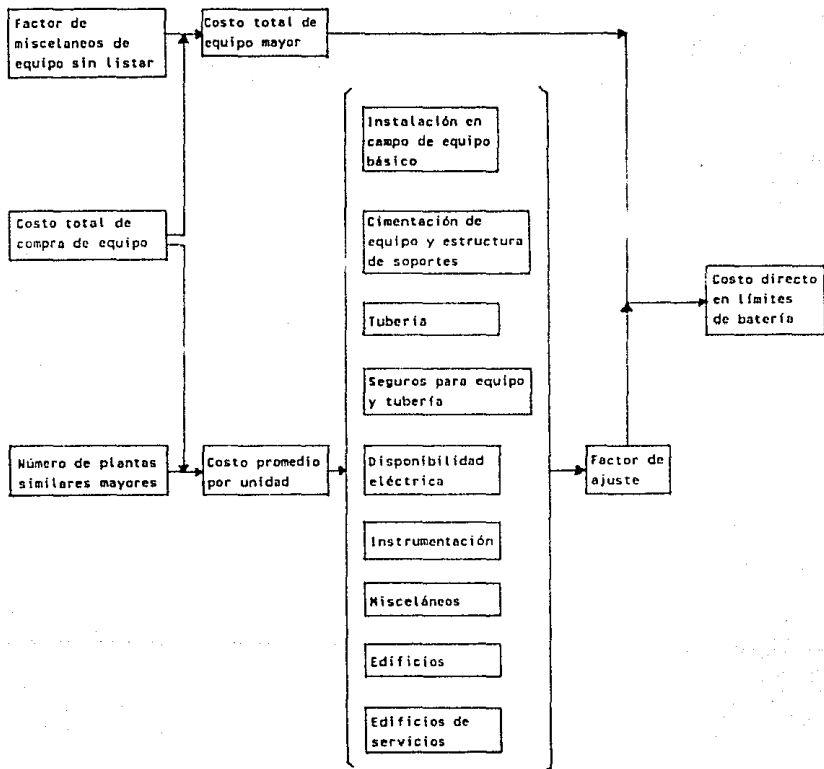 Factor de
misceláneos de
equipo sin listar
Costo total de
equipo mayor
Instalación en
campo de equipo
básico
Cimentación de
equipo y estructura
de soportes
Costo total de
compra de equipo
Costo directo
en límites
de batería
Tubería
Seguros para equipo
y tubería
Número de plantas
similares mayores
Costo promedio
por unidad
Disponibilidad
eléctrica
Factor de
ajuste
Instrumentación
Misceláneos
Edificios
Edificios de
servicios